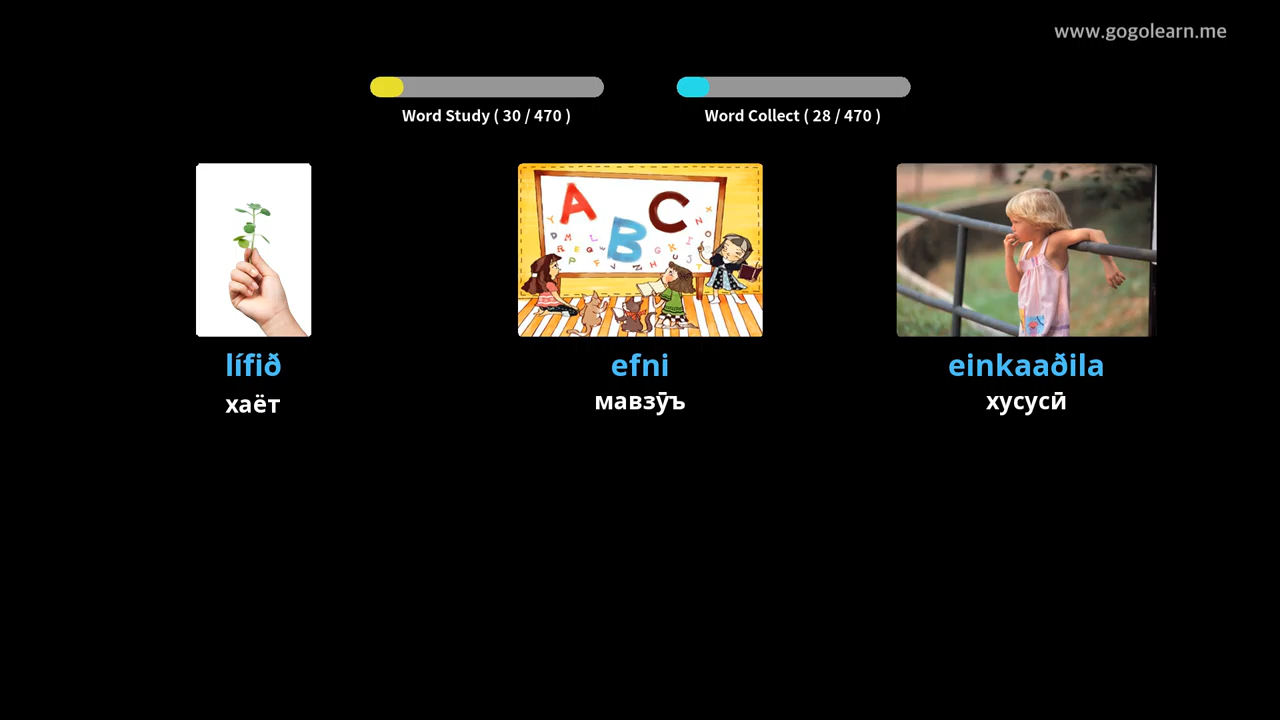 www.gogolearn.me
Word Study ( 30 / 470 )
Word Collect ( 28 / 470 )
A B C
lífið
efni
einkaaðila
хаёт
мавзӯъ
хусусӣ